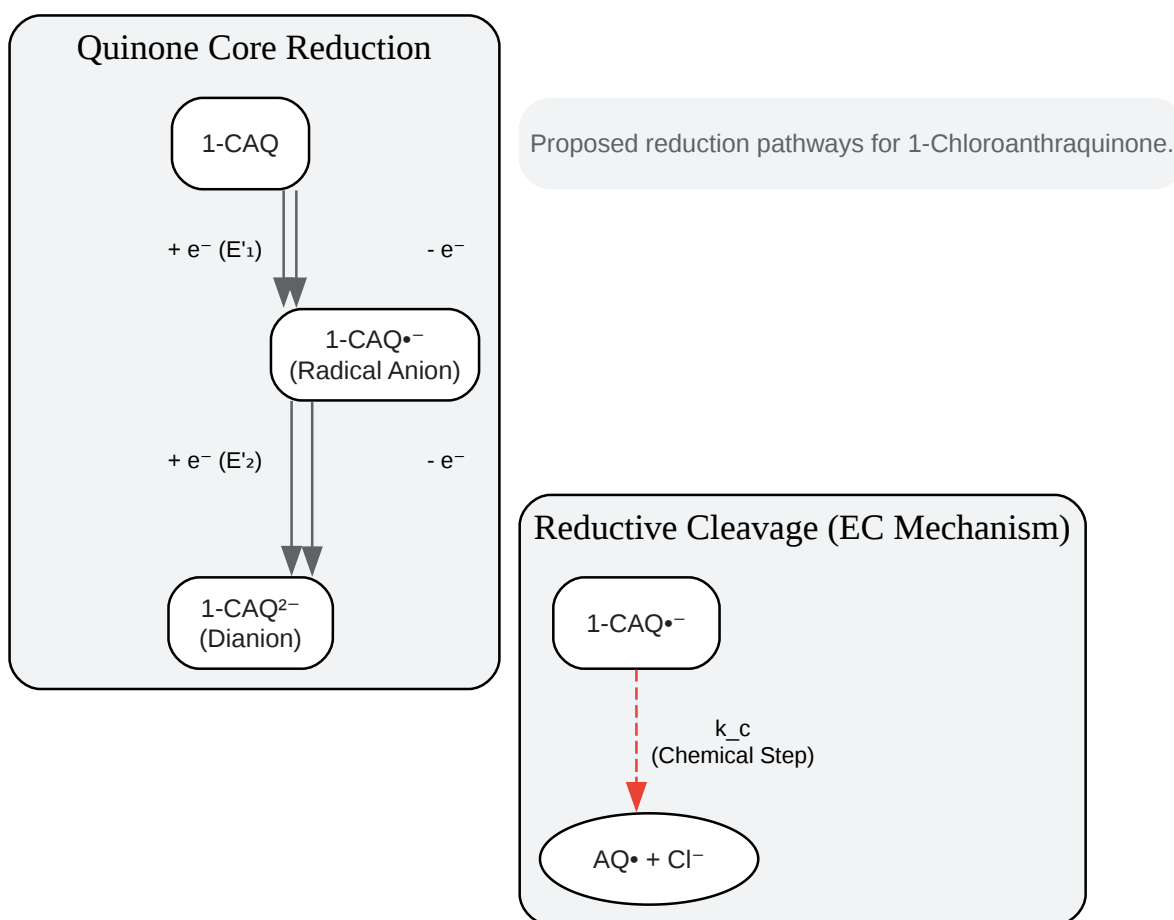 Quinone Core Reduction
1-CAQ
Proposed reduction pathways for 1-Chloroanthraquinone.
+ e⁻ (E'₁)
- e⁻
1-CAQ•⁻
(Radical Anion)
+ e⁻ (E'₂)
- e⁻
1-CAQ²⁻
(Dianion)
Reductive Cleavage (EC Mechanism)
1-CAQ•⁻
k_c
(Chemical Step)
AQ• + Cl⁻